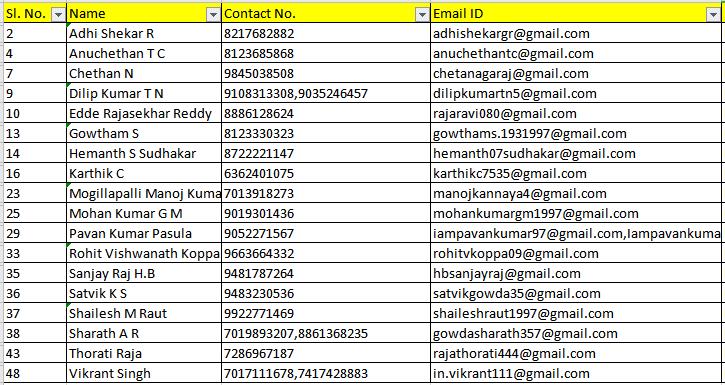 Sl. No. Name Contact No. Email ID
2 Adhi Shekar R 8217682882 adhishekargr@gmail.com
4 Anuchethan T C 8123685868 anuchethantc@gmail.com
7 Chethan N 9845038508 chetanagaraj@gmail.com
9 Dilip Kumar T N 9108313308,9035246457 dilipkumartn5@gmail.com
10 Edde Rajasekhar Reddy 8886128624 rajaravi080@gmail.com
13 Gowtham S 8123330323 gowthams.1931997@gmail.com
14 Hemanth S Sudhakar 8722221147 hemanth07sudhakar@gmail.com
16 Karthik C 6362401075 karthikc7535@gmail.com
23 Mogillapalli Manoj Kuma 7013918273 manojkannaya4@gmail.com
25 Mohan Kumar G M 9019301436 mohankumargm1997@gmail.com
29 Pavan Kumar Pasula 9052271567 iampavankumar97@gmail.com,Iampavankuma
33 Rohit Vishwanath Koppa 9663664332 rohitvkoppa09@gmail.com
35 Sanjay Raj H.B 9481787264 hbsanjayraj@gmail.com
36 Satvik K S 9483230536 satvikgowda35@gmail.com
37 Shailesh M Raut 9922771469 shaileshraut1997@gmail.com
38 Sharath A R 7019893207,8861368235 gowdasharath357@gmail.com
43 Thorati Raja 7286967187 rajathorati444@gmail.com
48 Vikrant Singh 7017111678,7417428883 in.vikrant111@gmail.com